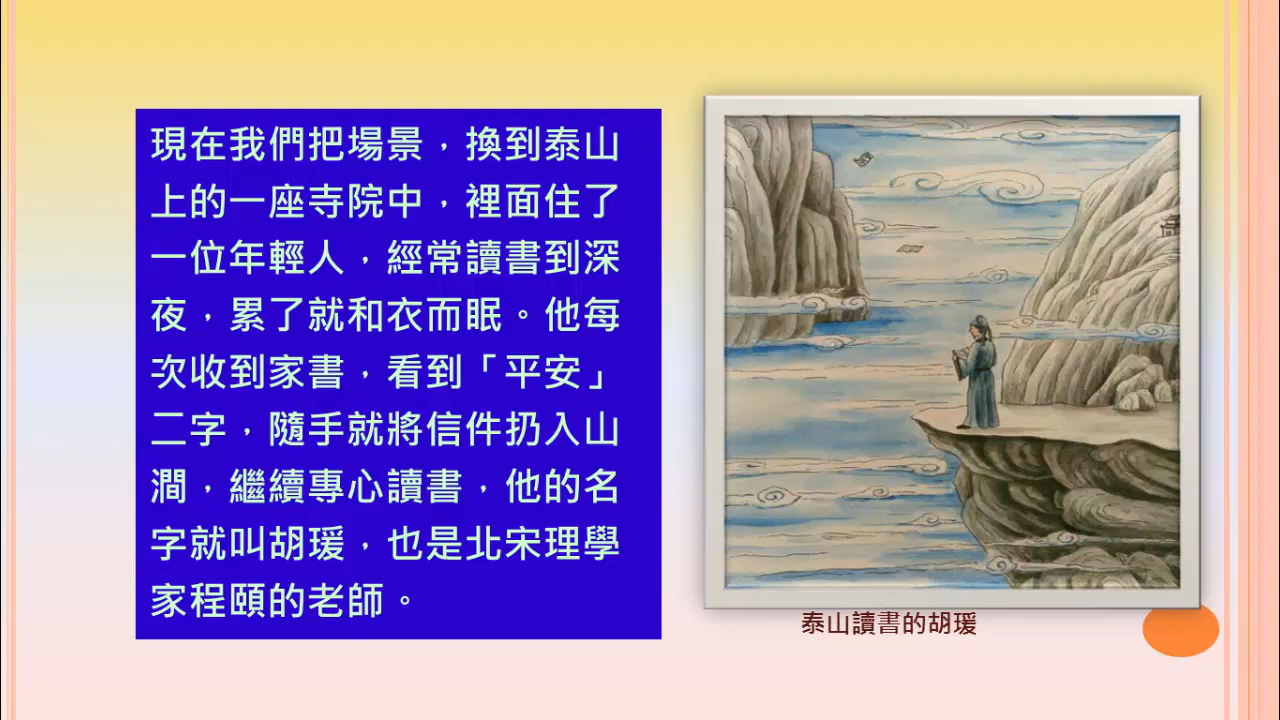 現在我們把場景，換到泰山
上的一座寺院中，裡面住了
一位年輕人，經常讀書到深
夜，累了就和衣而眠。他每
次收到家書，看到「平安」
二字，隨手就將信件扔入山
澗，繼續專心讀書，他的名
字就叫胡瑗，也是北宋理學
家程頤的老師。
泰山讀書的胡瑗